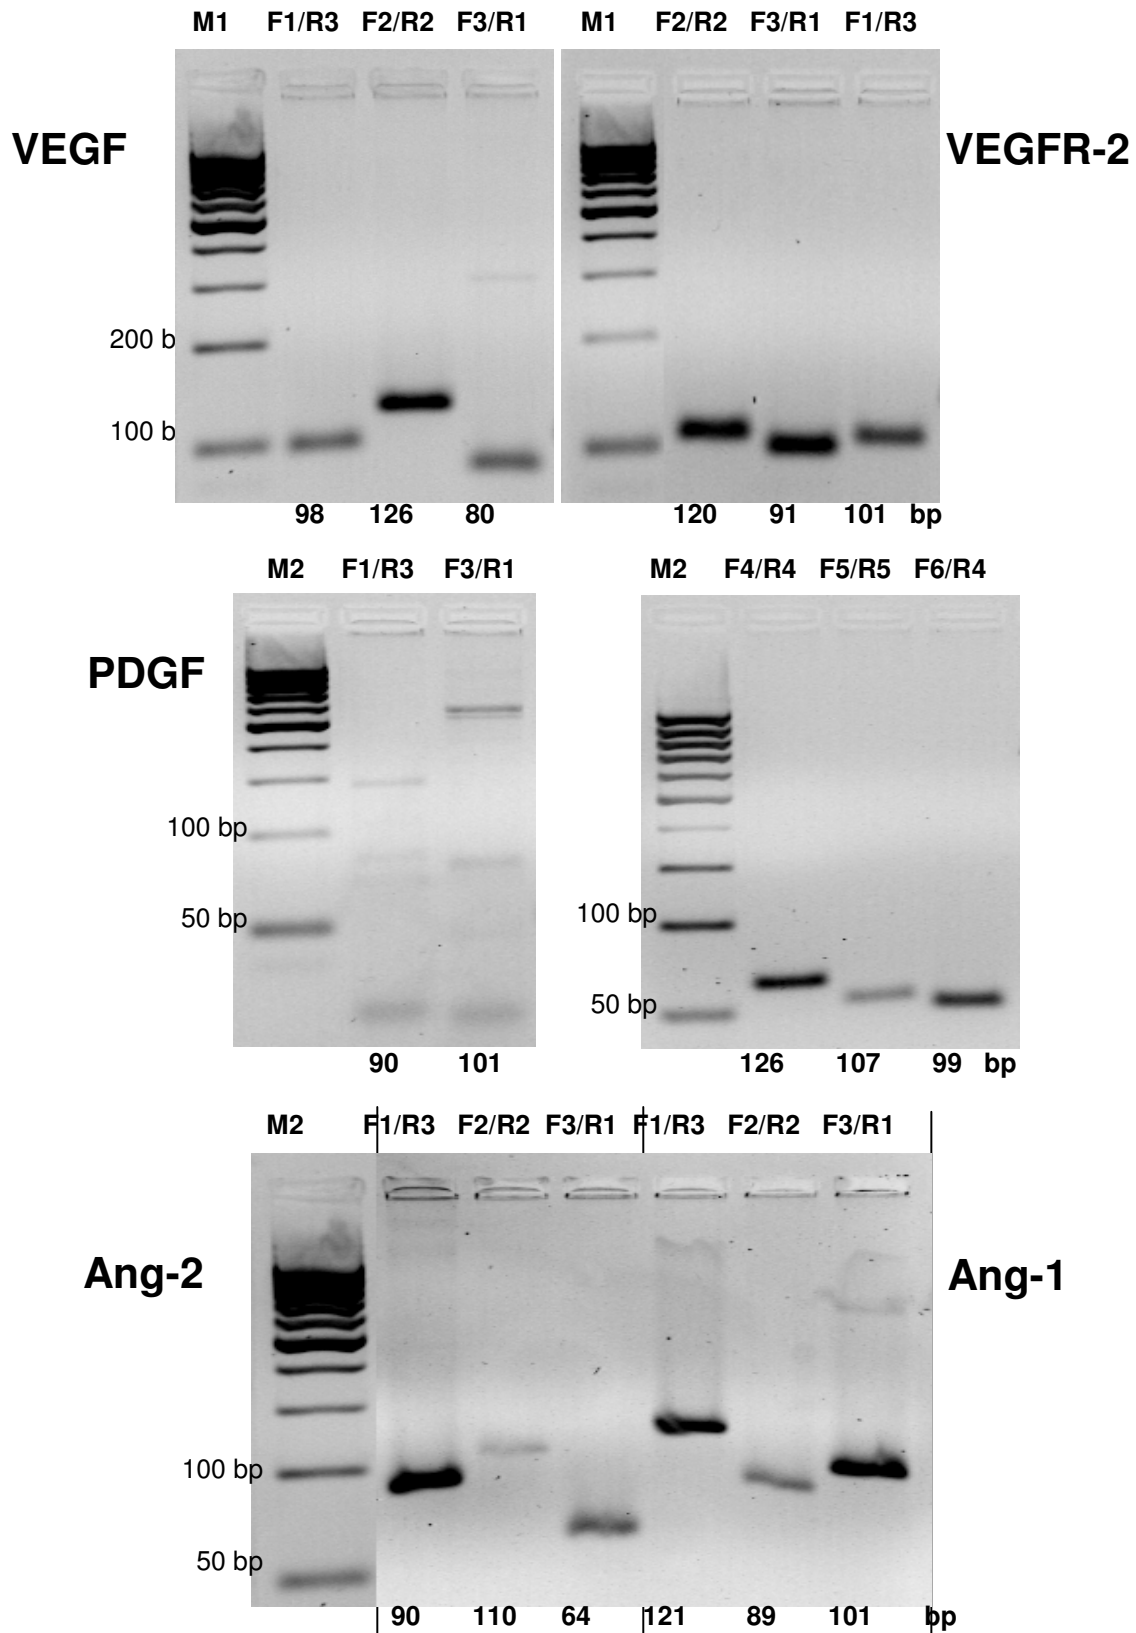 M1 F1/R3 F2/R2 F3/R1 M1 F2/R2 F3/R1 F1/R3
VEGF VEGFR-2
200 b
100 b
98 126 80 120 91 101 bp
M2 F1/R3 F3/R1 M2 F4/R4 F5/R5 F6/R4
PDGF
100 bp 100 bp
50 bp 50 bp
90 101 126 107 99 bp
M2 F1/R3 F2/R2 F3/R1 F1/R3 F2/R2 F3/R1
Ang-2 Ang-1
100 bp
50 bp
90 110 64 121 89 101 bp